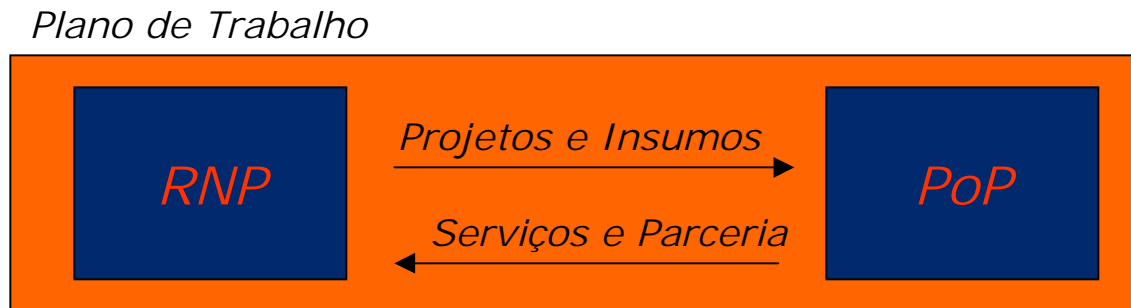 Plano de Trabalho
RNP
Projetos e Insumos
Serviços e Parceria
PoP